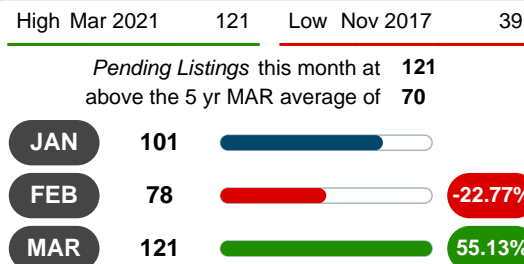 High Mar 2021 121 Low Nov 2017 39
Pending Listings this month at 121
above the 5 yr MAR average of 70
JAN 101
FEB 78 -22.77%
MAR 121 55.13%